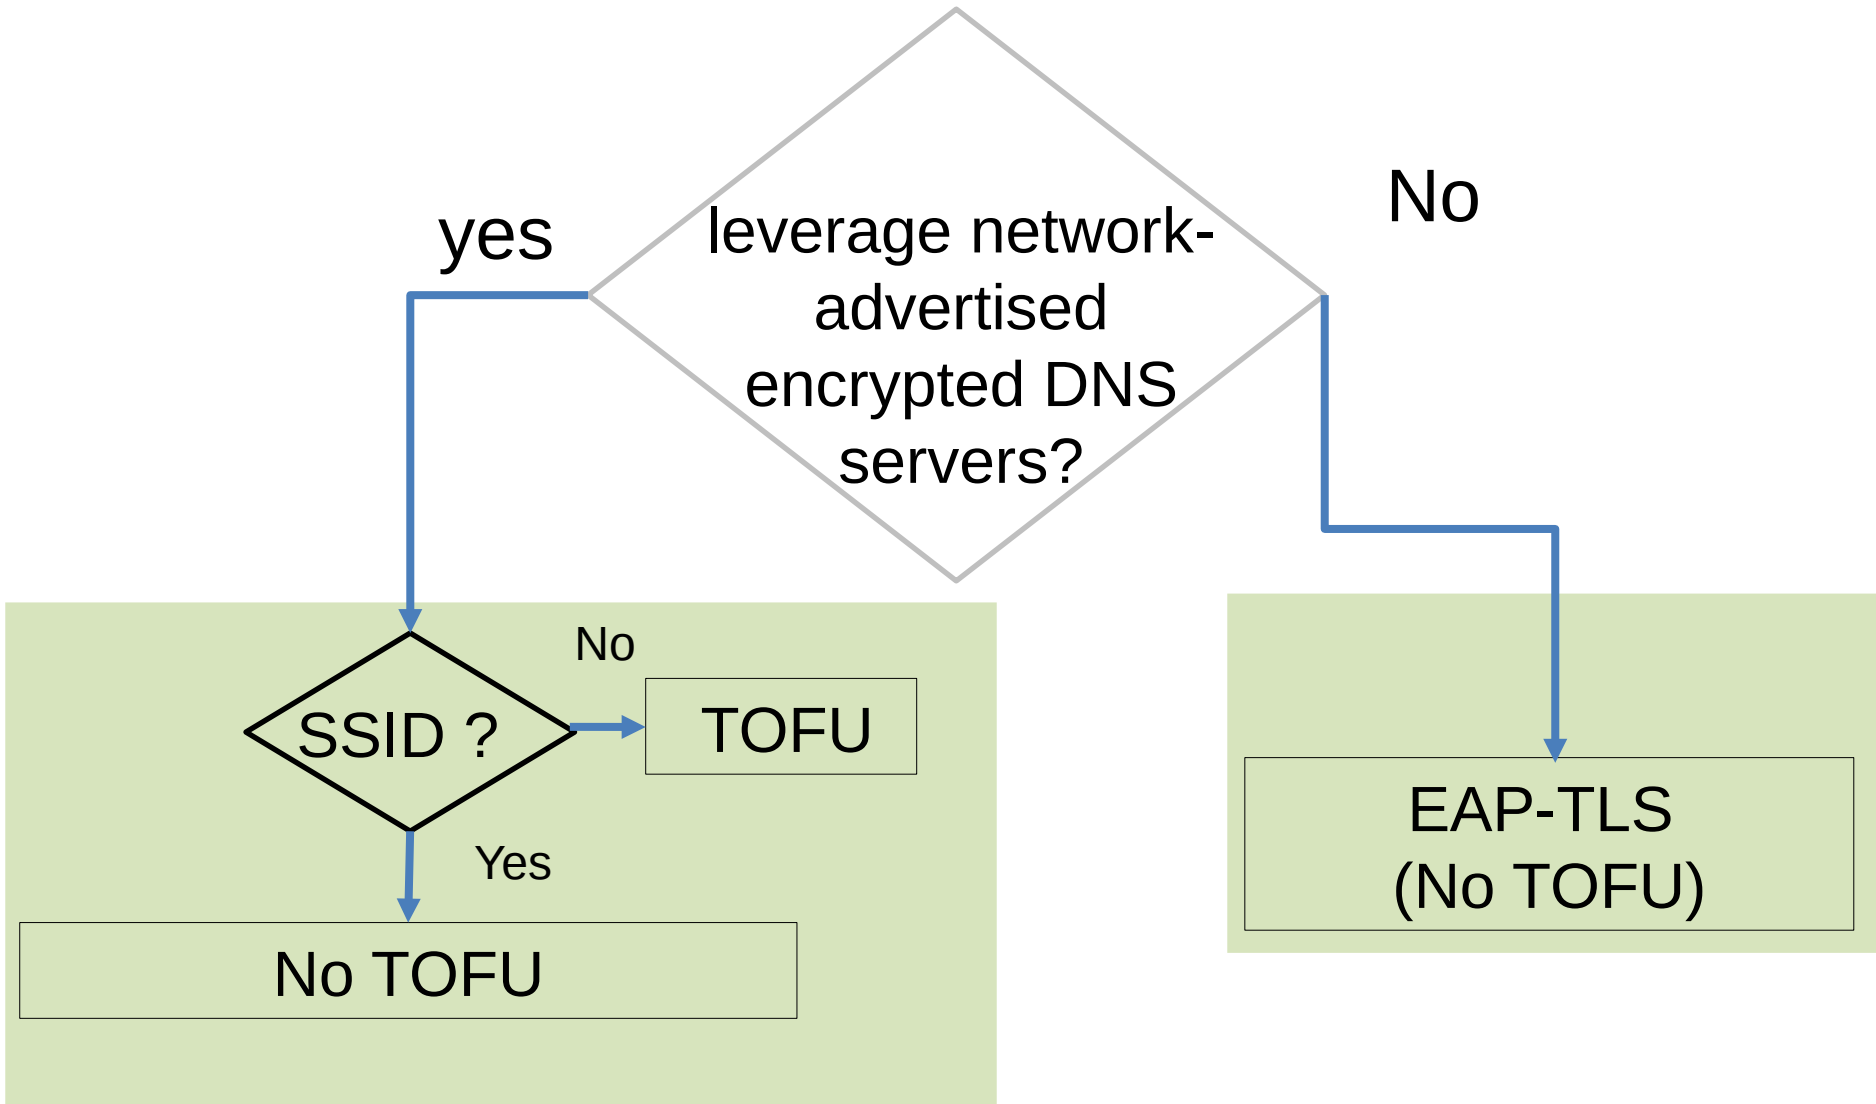 yes
No
leverage network-
advertised
encrypted DNS
servers?
SSID ?
No
TOFU
Yes
No TOFU
EAP-TLS
(No TOFU)